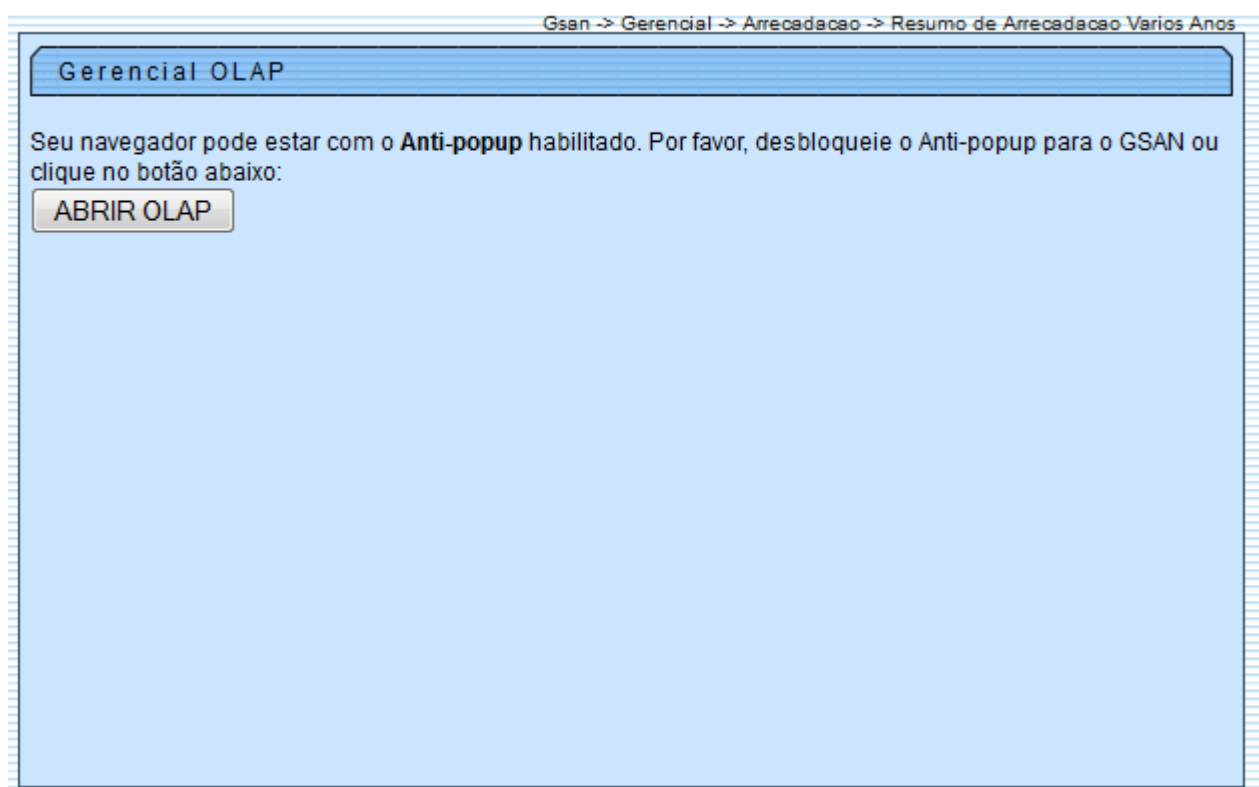 Gsan -> Gerencial -> Arrecadacao -> Resumo de Arrecadacao Varios Anos
Gerencial OLAP
Seu navegador pode estar com o Anti-popup habilitado. Por favor, desbloqueie o Anti-popup para o GSAN ou
clique no botão abaixo:
ABRIR OLAP